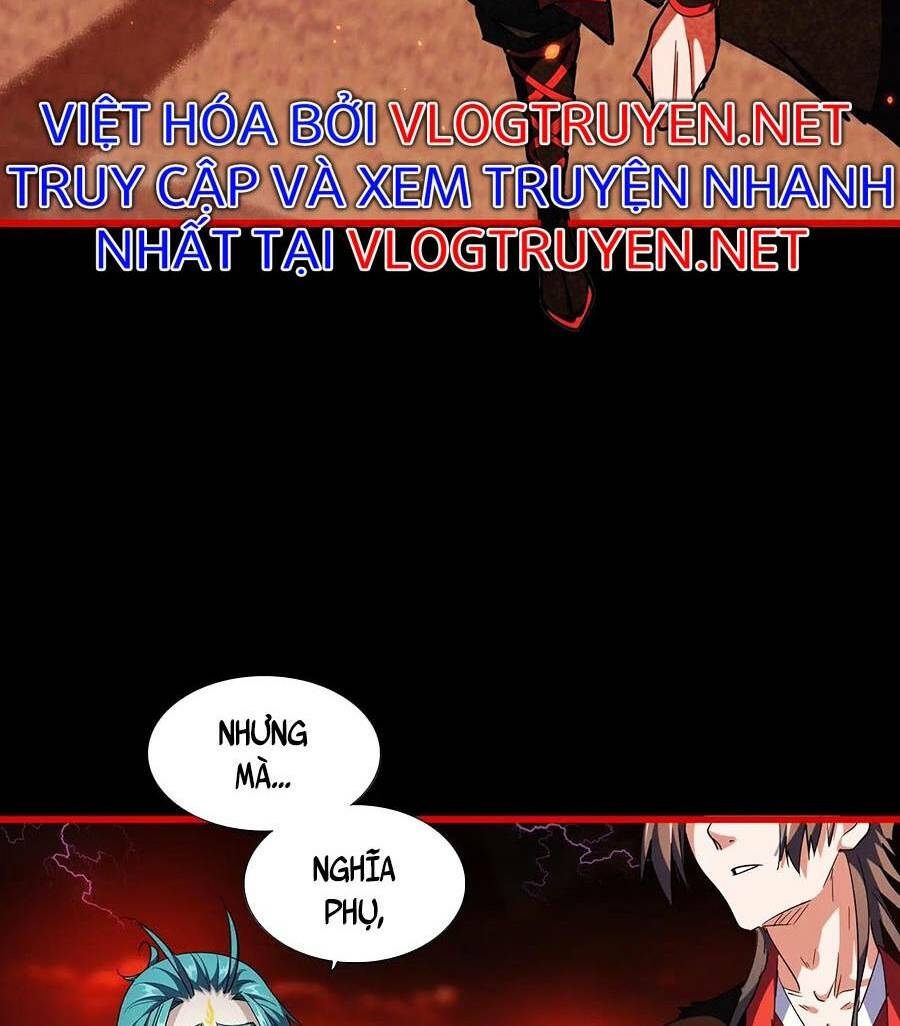 VIỆT HÓA BỞI VLOGTRUYEN.NET
TRUY CẬP VÀ XEM TRUYỆN NHANH
NHẤT TẠI VLOGTRUYEN.NET
NHƯNG
MÀ...
NGHĨA
PHỤ,